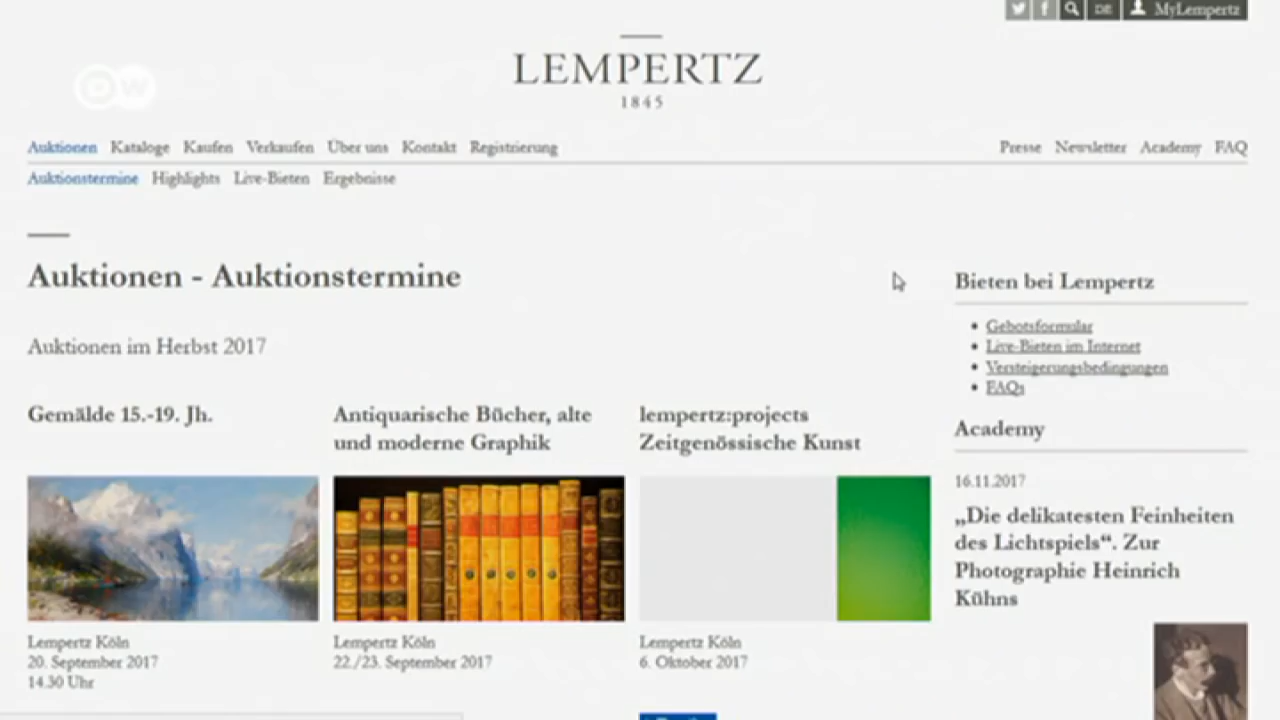 DE MyLempertz
DW
LEMPERTZ
1845
Auktionen Kataloge Kaufen Verkaufen Über uns Kontakt Registrierung
Presse Newsletter Academy FAQ
Auktionstermine Highlights Live-Bieten Ergebnisse
Auktionen - Auktionstermine
Auktionen im Herbst 2017
Gemälde 15.-19. Jh.
Lempertz Köln
20. September 2017
14.30 Uhr
Antiquarische Bücher, alte
und moderne Graphik
Lempertz Köln
22./23. September 2017
lempertz:projects
Zeitgenössische Kunst
Lempertz Köln
6. Oktober 2017
Bieten bei Lempertz
Gebotsformular
Live-Bieten im Internet
Versteigerungsbedingungen
FAQs
Academy
16.11.2017
„Die delikatesten Feinheiten
des Lichtspiels“. Zur
Photographie Heinrich
Kühns